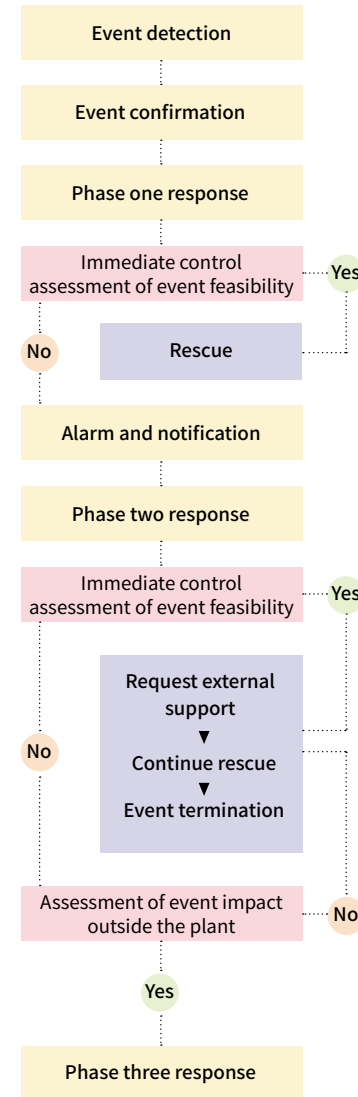 Event detection
Event confirmation
Phase one response
Immediate control
assessment of event feasibility
Yes
No
Rescue
Alarm and notification
Phase two response
Immediate control
assessment of event feasibility
Yes
Request external
support
Continue rescue
Event termination
No
Assessment of event impact
outside the plant
No
Yes
Phase three response